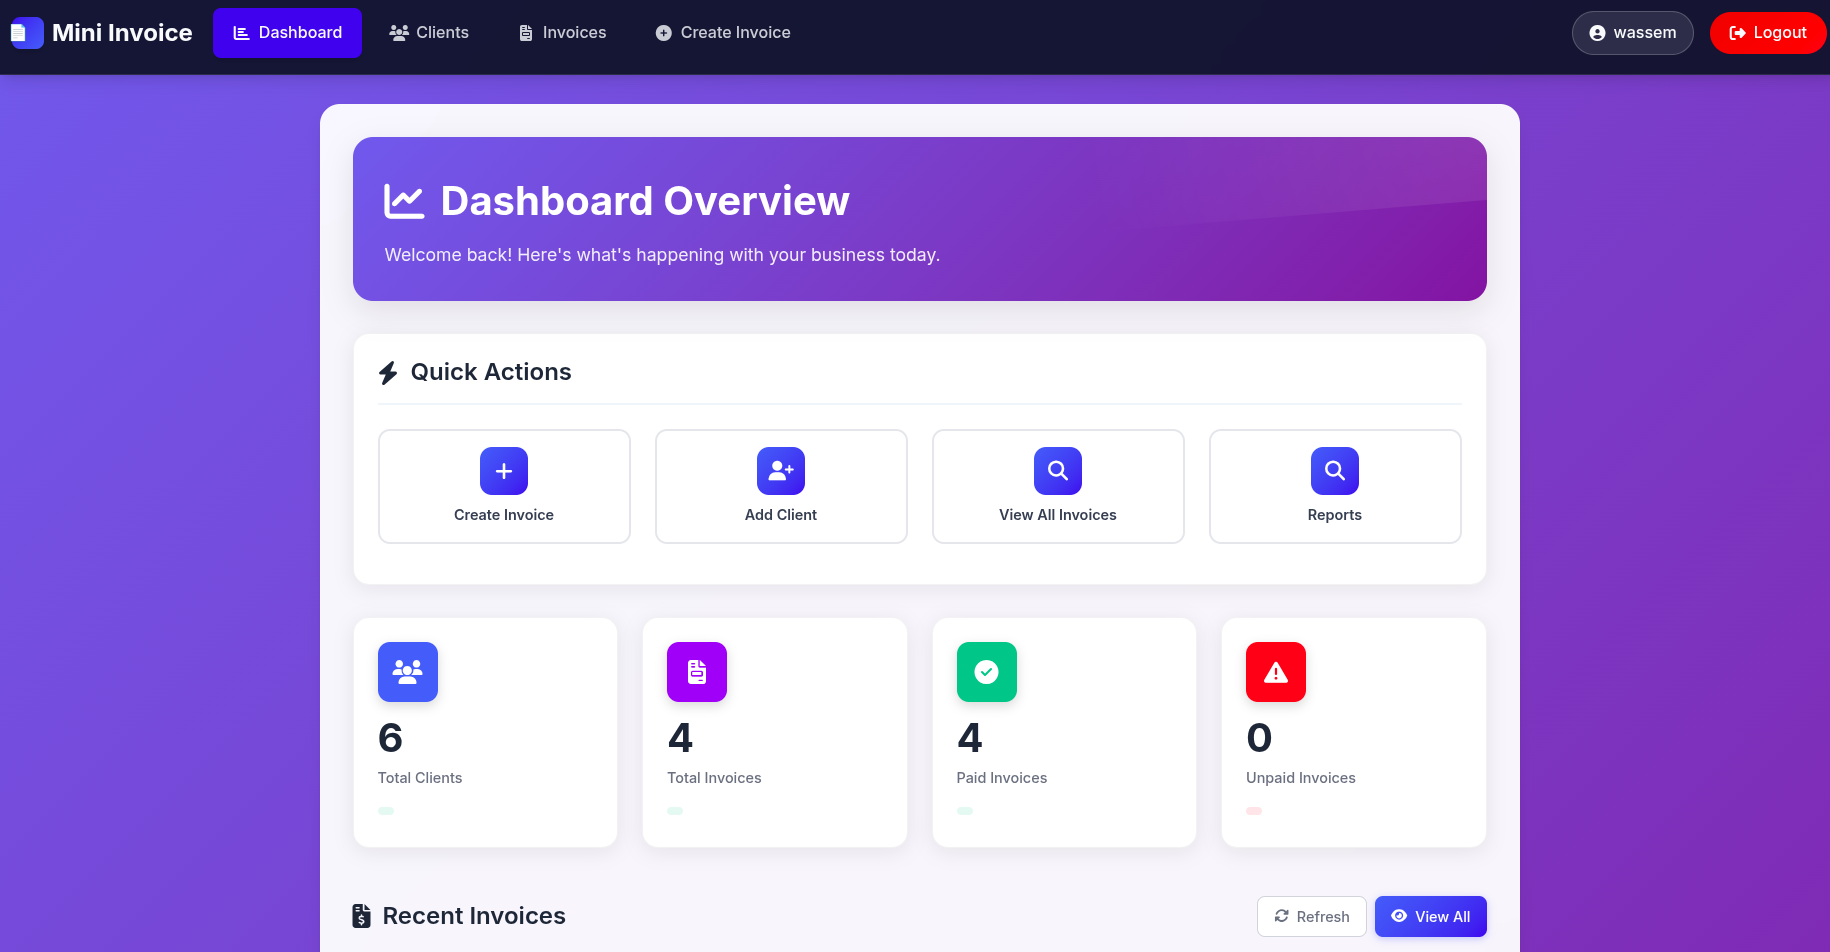 Mini Invoice
Dashboard
Clients
Invoices
Create Invoice
wassem
Logout
Dashboard Overview
Welcome back! Here's what's happening with your business today.
Quick Actions
Create Invoice
Add Client
View All Invoices
Reports
6
Total Clients
4
Total Invoices
4
Paid Invoices
0
Unpaid Invoices
Recent Invoices
Refresh
View All